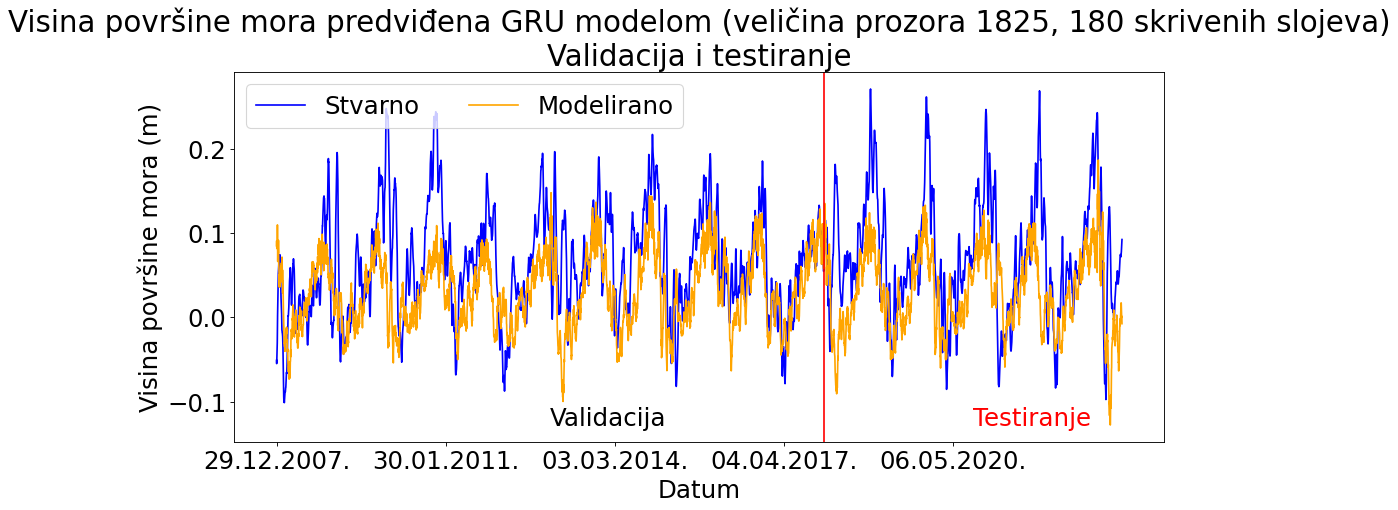 Visina površine mora predviđena GRU modelom (veličina prozora 1825, 180 skrivenih slojeva)
Validacija i testiranje
Stvarno
Modelirano
Visina površine mora (m)
0.2
0.1
0.0
−0.1
Validacija
Testiranje
29.12.2007.
30.01.2011.
03.03.2014.
04.04.2017.
06.05.2020.
Datum